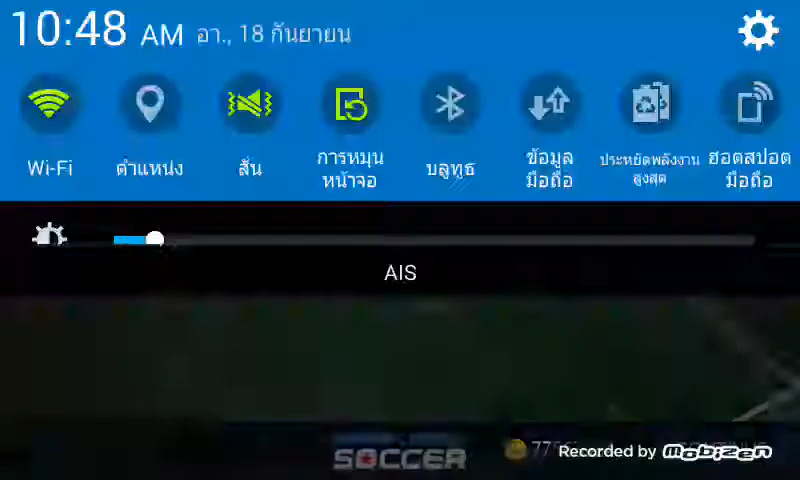 10:48 AM อา., 18 กันยายน
Wi-Fi
ตำแหน่ง
สั่น
การหมุน
หน้าจอ
บลูทูธ
ข้อมูล
มือถือ
ประหยัดพลังงาน
สูงสุด
ฮอตสปอต
มือถือ
AIS
SOCCER
Recorded by mobizen